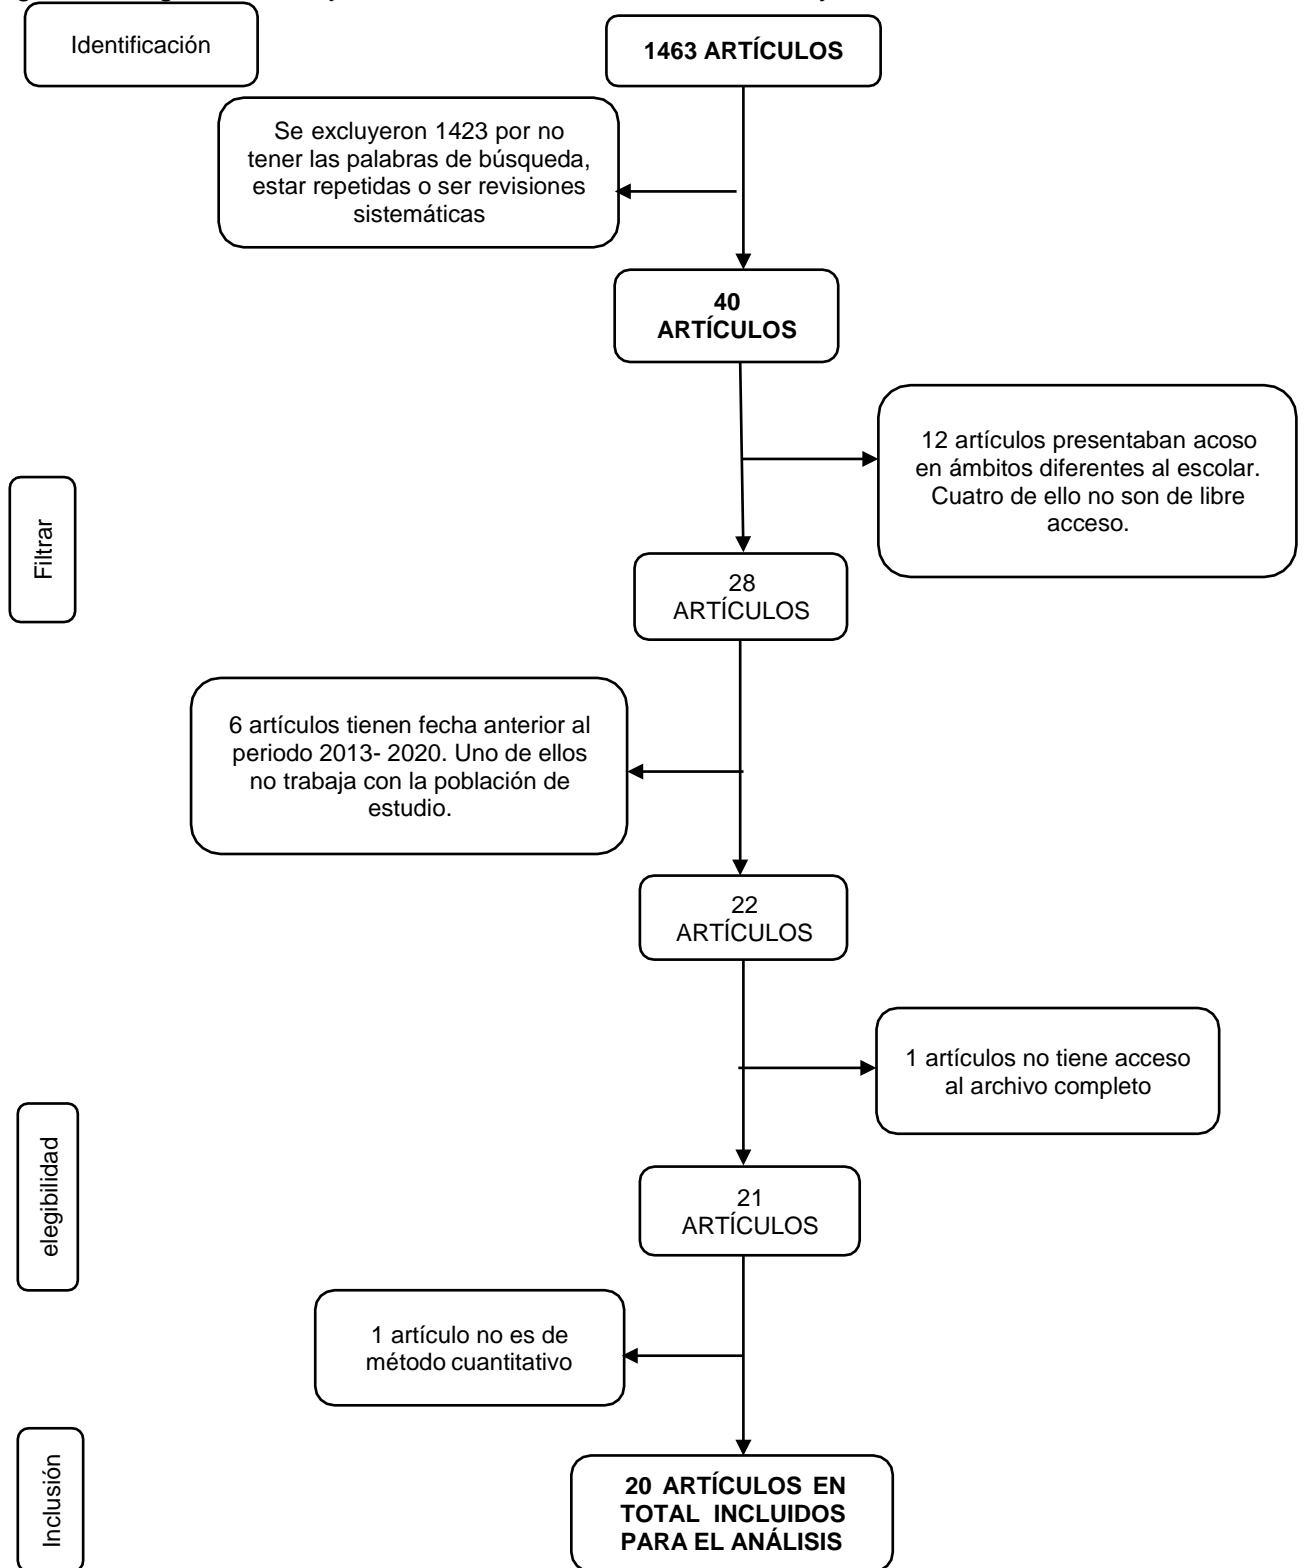 Identificación
1463 ARTÍCULOS
Se excluyeron 1423 por no
tener las palabras de búsqueda,
estar repetidas o ser revisiones
sistemáticas
40
ARTÍCULOS
12 artículos presentaban acoso
en ámbitos diferentes al escolar.
Cuatro de ello no son de libre
acceso.
Filtrar
28
ARTÍCULOS
6 artículos tienen fecha anterior al
periodo 2013- 2020. Uno de ellos
no trabaja con la población de
estudio.
22
ARTÍCULOS
1 artículos no tiene acceso
al archivo completo
elegibilidad
21
ARTÍCULOS
1 artículo no es de
método cuantitativo
Inclusión
20 ARTÍCULOS EN
TOTAL INCLUIDOS
PARA EL ANÁLISIS